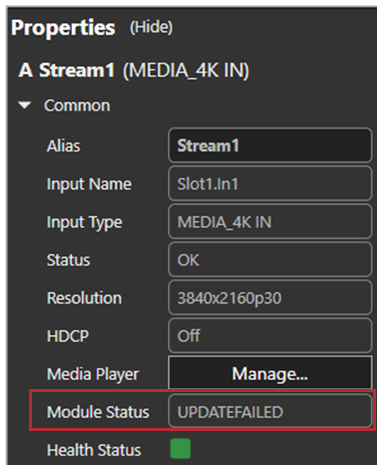 Properties (Hide)
A Stream1 (MEDIA_4K IN)
Common
Alias Stream1
Input Name Slot1.In1
Input Type MEDIA_4K IN
Status OK
Resolution 3840x2160p30
HDCP Off
Media Player Manage...
Module Status UPDATEFAILED
Health Status